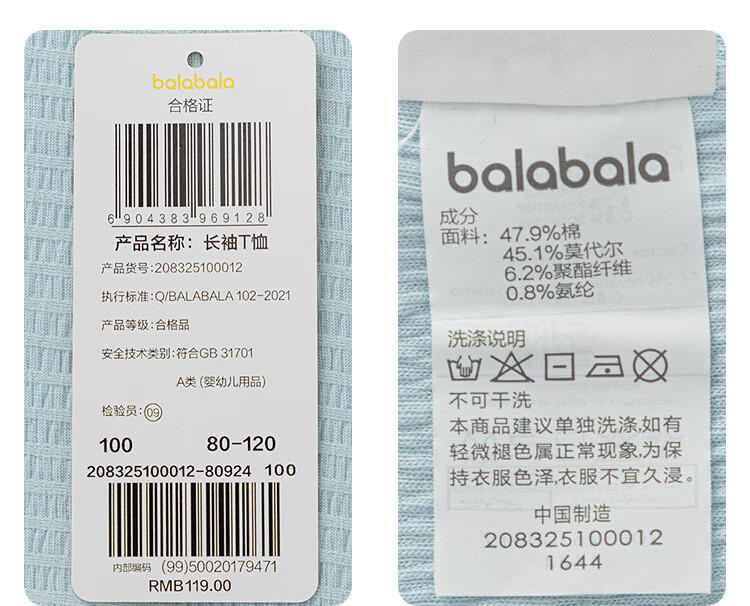 balabala
合格证
6 904383 969128
产品名称：长袖T恤
产品货号:208325100012
执行标准:Q/BALABALA 102-2021
产品等级:合格品
安全技术类别:符合GB 31701
A类 (婴幼儿用品)
检验员:09
100 80-120
208325100012-80924 100
内部编码 (99)50020179471
RMB119.00
balabala
成分
面料：47.9%棉
45.1%莫代尔
6.2%聚酯纤维
0.8%氨纶
洗涤说明
不可干洗
本商品建议单独洗涤,如有
轻微褪色属正常现象,为保
持衣服色泽,衣服不宜久浸。
中国制造
208325100012
1644